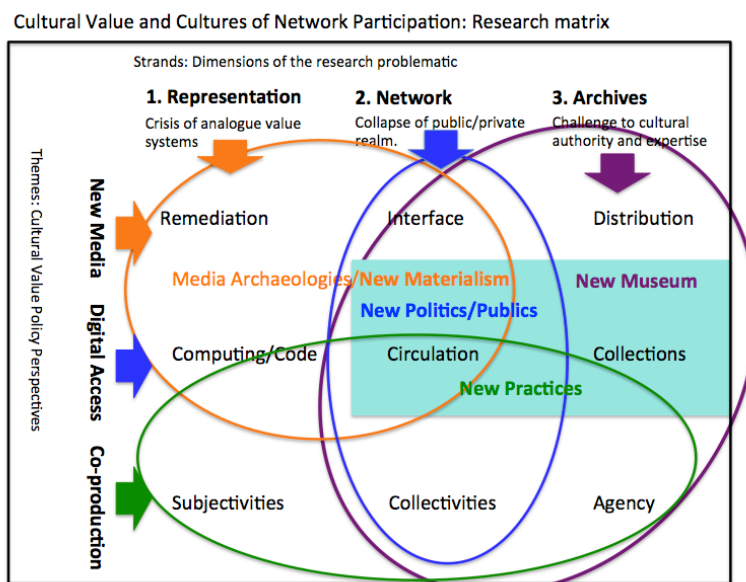 Cultural Value and Cultures of Network Participation: Research matrix
Strands: Dimensions of the research problematic
1. Representation
Crisis of analogue value
systems
2. Network
Collapse of public/private
realm.
3. Archives
Challenge to cultural
authority and expertise
Themes: Cultural Value Policy Perspectives
New Media
Remediation
Interface
Distribution
Media Archaeologies/New Materialism
New Museum
New Politics/Publics
Digital Access
Computing/Code
Circulation
Collections
New Practices
Co-production
Subjectivities
Collectivities
Agency